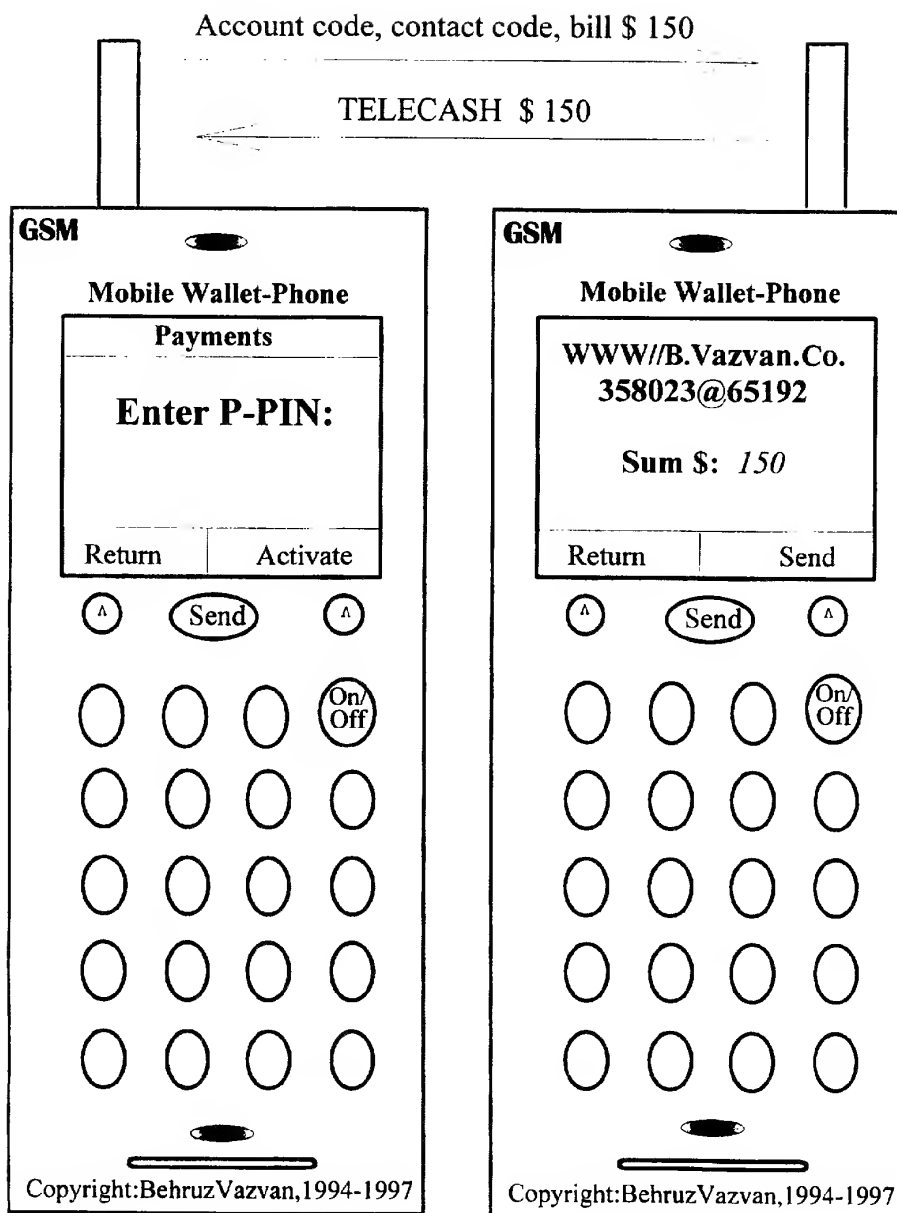 Account code, contact code, bill $ 150
TELECASH $ 150
GSM
Mobile Wallet-Phone
Payments
Enter P-PIN:
Return Activate
^ Send ^
On/
Off
Copyright:BehruzVazvan,1994-1997
GSM
Mobile Wallet-Phone
WWW//B.Vazvan.Co.
358023@65192
Sum $: 150
Return Send
^ Send ^
On/
Off
Copyright:BehruzVazvan,1994-1997